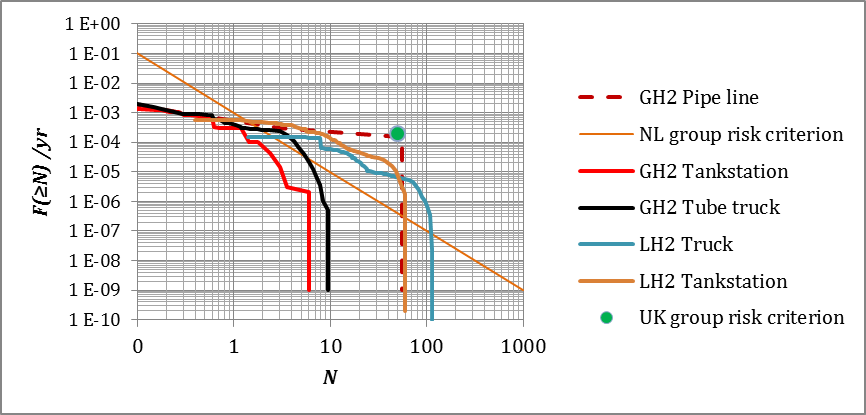 1 E+00
1 E-01
1 E-02
1 E-03
1 E-04
1 E-05
1 E-06
1 E-07
1 E-08
1 E-09
1 E-10
F(≥N) /yr
0 1 10 100 1000
N
GH2 Pipe line
NL group risk criterion
GH2 Tankstation
GH2 Tube truck
LH2 Truck
LH2 Tankstation
UK group risk criterion